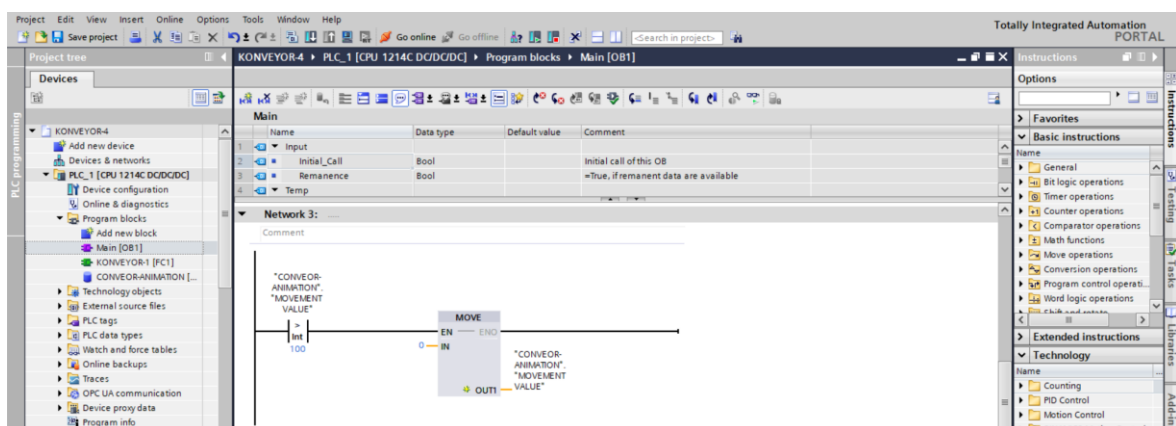 Project Edit View Insert Online Options Tools Window Help
Totally Integrated Automation
PORTAL
Save project
Go online
Go offline
<Search in project>
Project tree
KONVEYOR-4 PLC_1 [CPU 1214C DC/DC/DC] Program blocks Main [OB1]
Instructions
Devices
Options
PLC programming
KONVEYOR-4
Add new device
Devices & networks
PLC_1 [CPU 1214C DC/DC/DC]
Device configuration
Online & diagnostics
Program blocks
Add new block
Main [OB1]
KONVEYOR-1 [FC1]
CONVEOR-ANIMATION [...
Technology objects
External source files
PLC tags
PLC data types
Watch and force tables
Online backups
Traces
OPC UA communication
Device proxy data
Program info
Main
Name Data type Default value Comment
1 Input
2 Initial_Call Bool Initial call of this OB
3 Remanence Bool =True, if remanent data are available
4 Temp
Network 3: ....
Comment
"CONVEOR-
ANIMATION".
"MOVEMENT
VALUE"
>
Int
100
MOVE
EN ENO
0 IN
OUT1
"CONVEOR-
ANIMATION".
"MOVEMENT
VALUE"
Favorites
Basic instructions
Name
General
Bit logic operations
Timer operations
Counter operations
Comparator operations
Math functions
Move operations
Conversion operations
Program control operati...
Word logic operations
Shift and rotate
Extended instructions
Technology
Name
Counting
PID Control
Motion Control
Instructions
Testing
Tasks
Libraries
Add-in